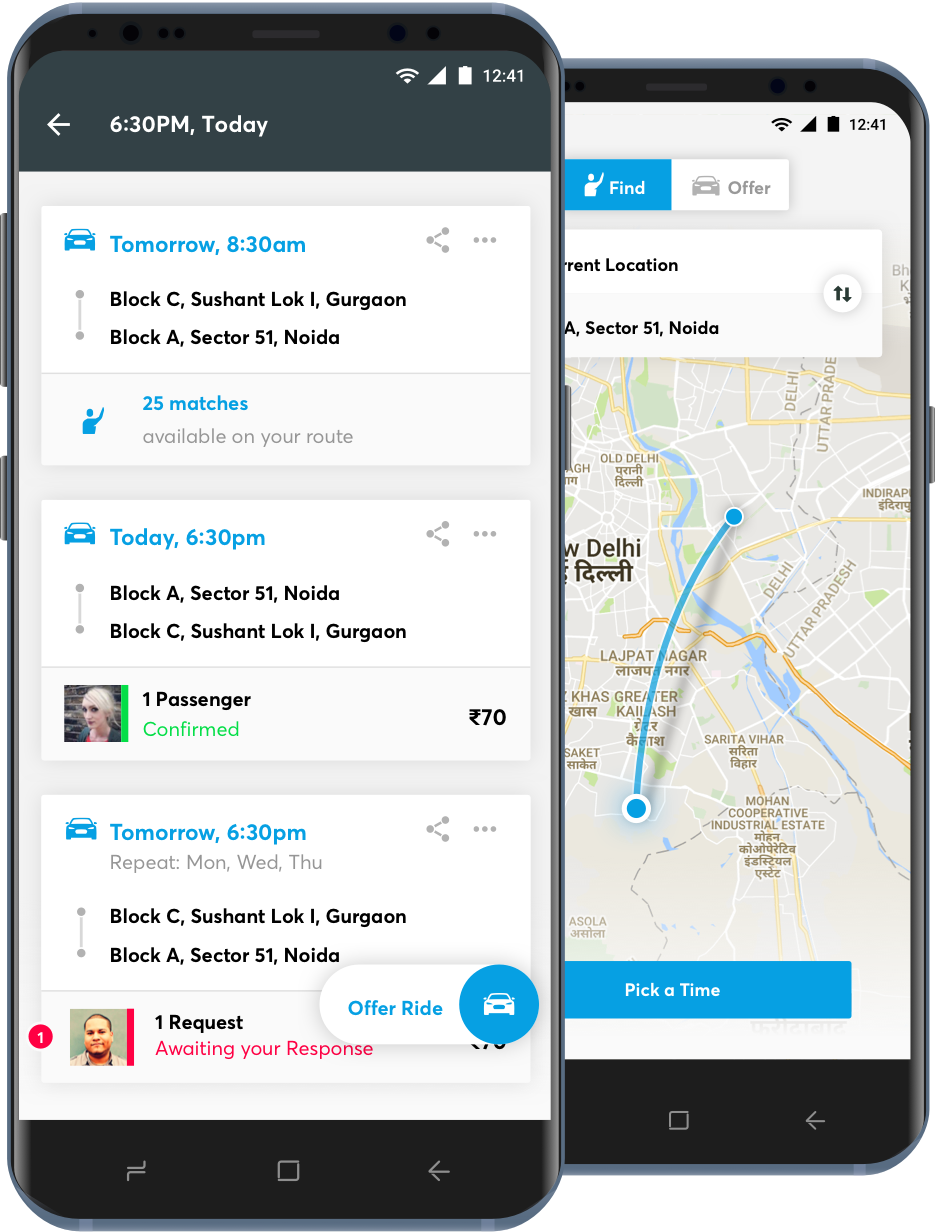 12:41
6:30PM, Today
Tomorrow, 8:30am
Block C, Sushant Lok I, Gurgaon
Block A, Sector 51, Noida
25 matches
available on your route
Today, 6:30pm
Block A, Sector 51, Noida
Block C, Sushant Lok I, Gurgaon
1 Passenger
Confirmed
₹70
Tomorrow, 6:30pm
Repeat: Mon, Wed, Thu
Block C, Sushant Lok I, Gurgaon
Block A, Sector 51, Noida
Offer Ride
1
1 Request
Awaiting your Response
₹70
12:41
Find
Offer
rrent Location
A, Sector 51, Noida
DELHI
UTTAR PRADE
OLD DELHI
पुरानी
दिल्ली
AGH
INDIRAP
इंदिरापु
w Delhi
दिल्ली
DELHI
UTTAR PRADESH
LAJPAT NAGAR
लाजपत नगर
KHAS
खास
GREATER
KAILASH
ग्रेटर
कैलाश
SAKET
साकेत
SARITA VIHAR
सरिता
विहार
MOHAN
COOPERATIVE
INDUSTRIAL ESTATE
मोहन
कोओपेरेटिव
इंडस्ट्रियल
एस्टेट
ASOLA
असोला
Pick a Time
फरीदाबाद